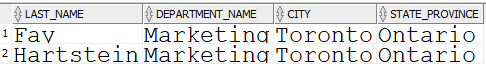 LAST_NAME DEPARTMENT_NAME CITY STATE_PROVINCE
1 Fay Marketing Toronto Ontario
2 Hartstein Marketing Toronto Ontario